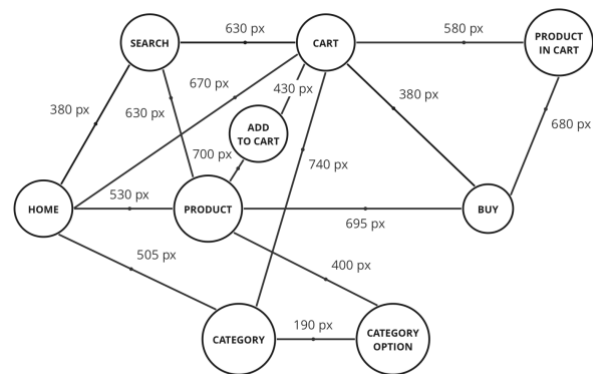 630 px
580 px
SEARCH
CART
PRODUCT
IN CART
670 px
430 px
380 px
380 px
630 px
ADD
TO CART
680 px
700 px
740 px
530 px
HOME
PRODUCT
BUY
695 px
505 px
400 px
190 px
CATEGORY
CATEGORY
OPTION